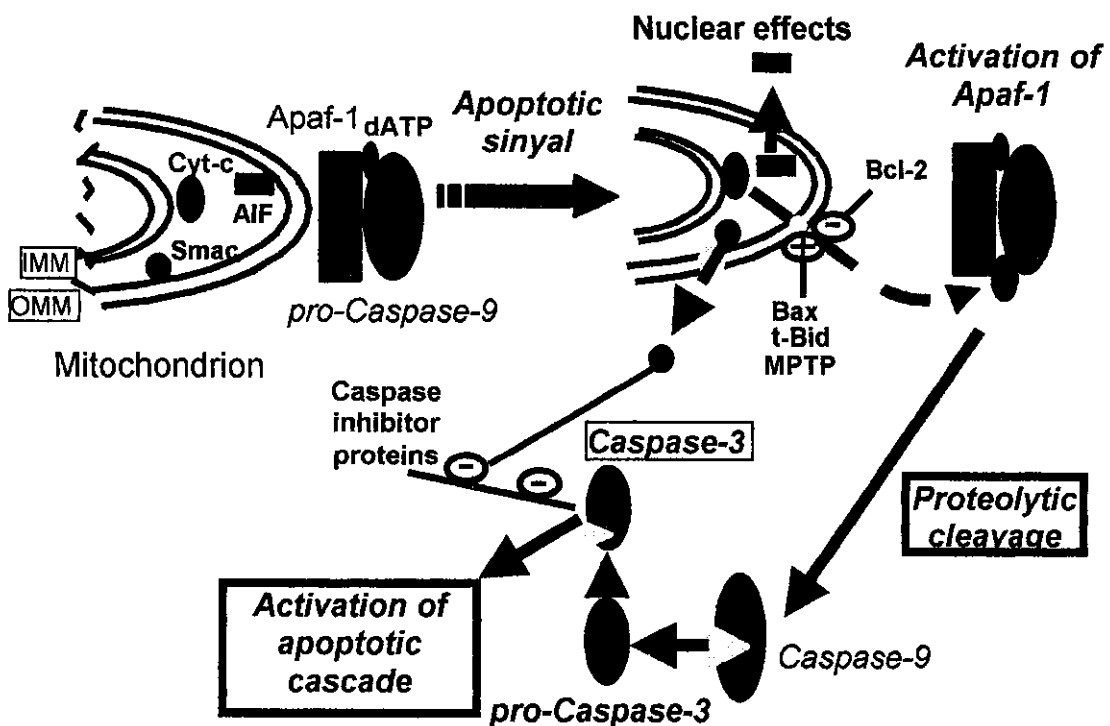 Nuclear effects
Activation of
Apaf-1
Apaf-1
dATP
Apoptotic
sinyal
Cyt-c
AIF
Smac
IMM
OMM
pro-Caspase-9
Mitochondrion
Bcl-2
−
+
Bax
t-Bid
MPTP
Caspase
inhibitor
proteins
−
−
Caspase-3
Proteolytic
cleavage
Activation of
apoptotic
cascade
Caspase-9
pro-Caspase-3